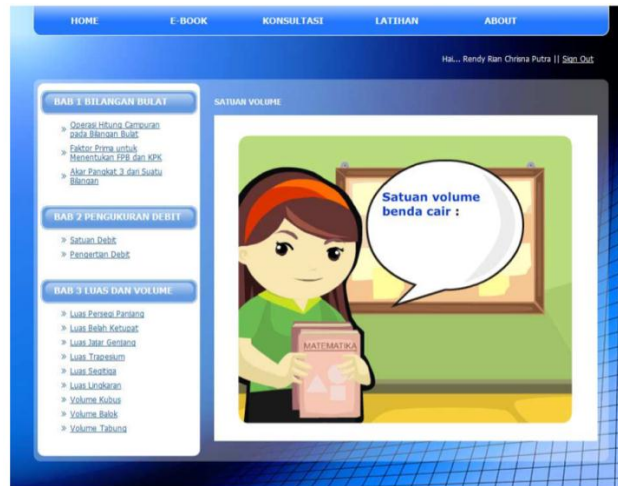 HOME E-BOOK KONSULTASI LATIHAN ABOUT
Hai... Rendy Rian Chrisna Putra || Sign Out
BAB 1 BILANGAN BULAT
» Operasi Hitung Campuran
pada Bilangan Bulat
» Faktor Prima untuk
Menentukan FPB dan KPK
» Akar Pangkat 3 dari Suatu
Bilangan
BAB 2 PENGUKURAN DEBIT
» Satuan Debit
» Pengertian Debit
BAB 3 LUAS DAN VOLUME
» Luas Persegi Panjang
» Luas Belah Ketupat
» Luas Jajar Genjang
» Luas Trapesium
» Luas Segitiga
» Luas Lingkaran
» Volume Kubus
» Volume Balok
» Volume Tabung
SATUAN VOLUME
Satuan volume
benda cair :
MATEMATIKA